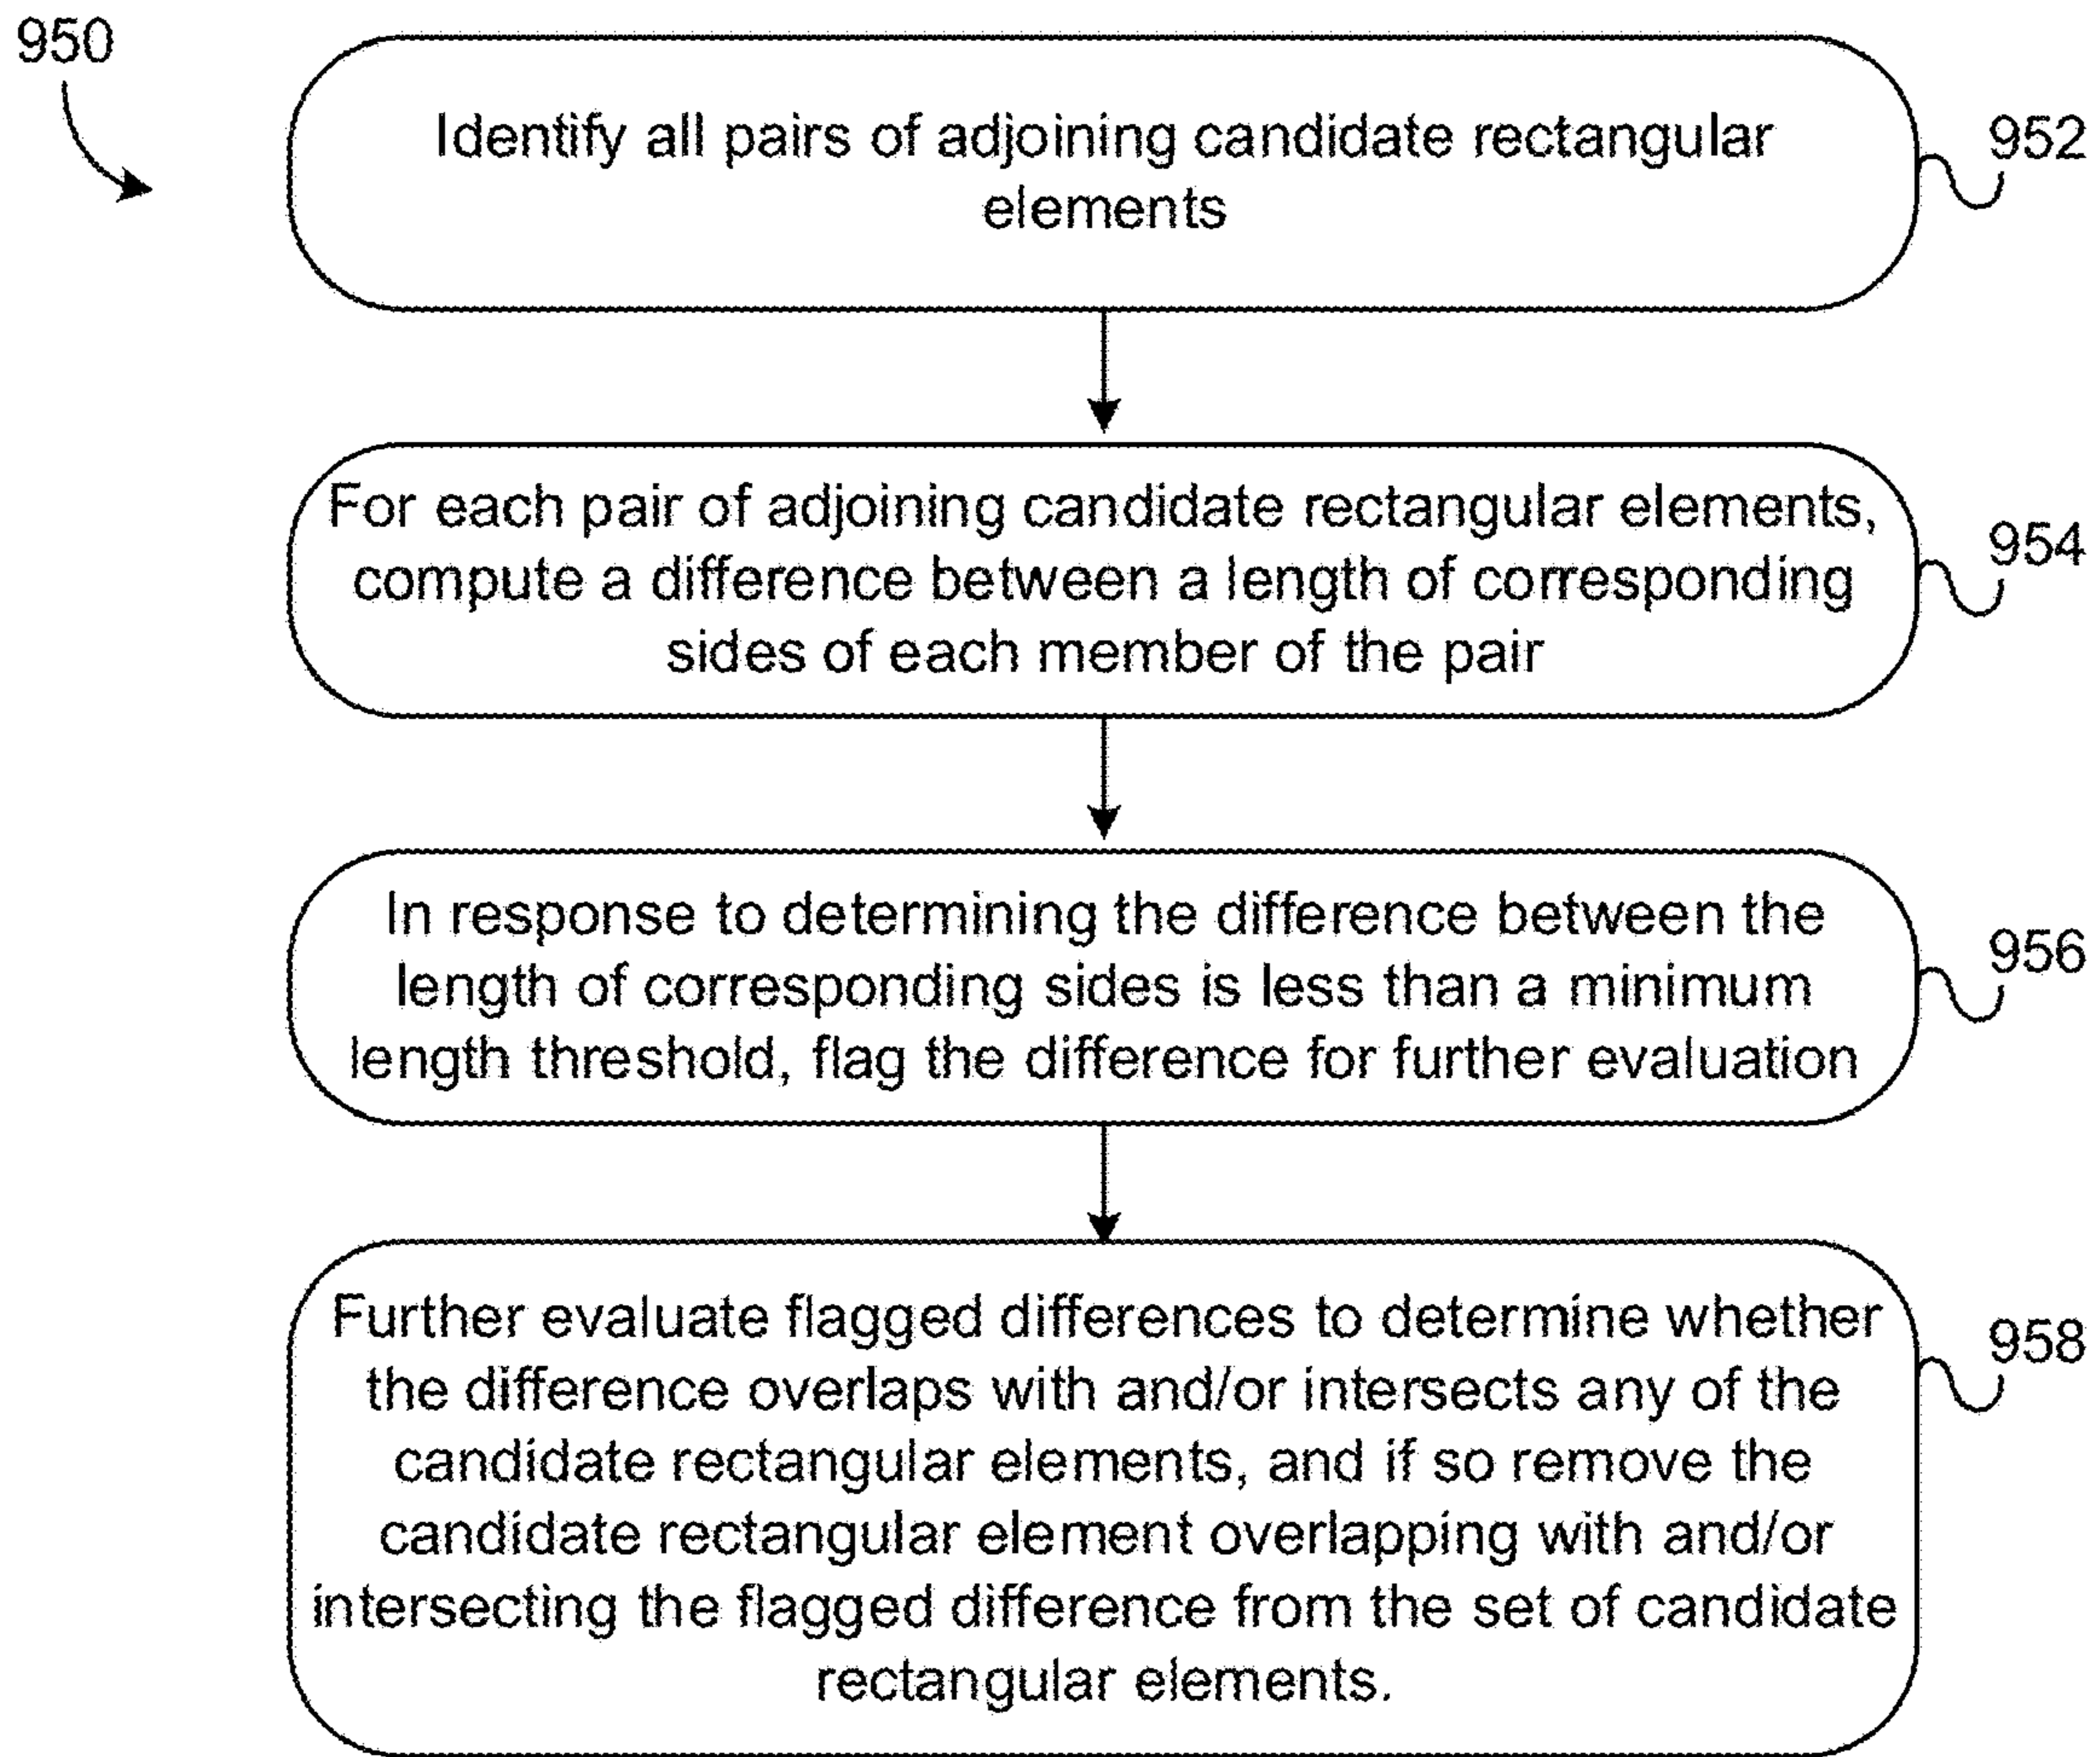 950
Identify all pairs of adjoining candidate rectangular
elements
952
For each pair of adjoining candidate rectangular elements,
compute a difference between a length of corresponding
sides of each member of the pair
954
In response to determining the difference between the
length of corresponding sides is less than a minimum
length threshold, flag the difference for further evaluation
956
Further evaluate flagged differences to determine whether
the difference overlaps with and/or intersects any of the
candidate rectangular elements, and if so remove the
candidate rectangular element overlapping with and/or
intersecting the flagged difference from the set of candidate
rectangular elements.
958